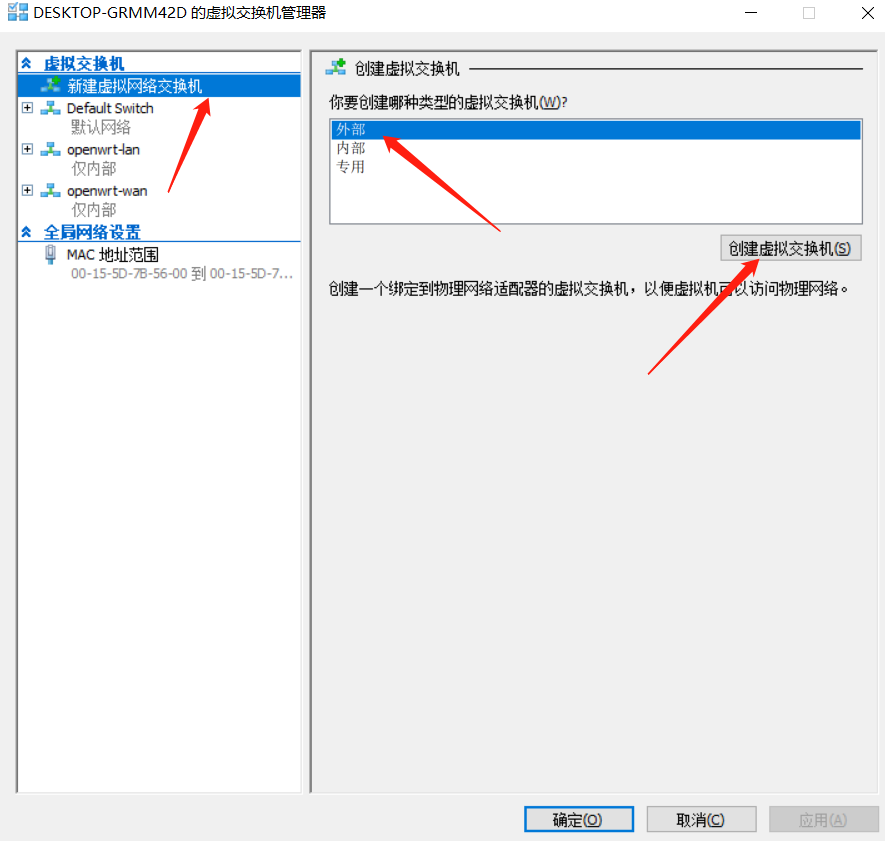 DESKTOP-GRMM42D 的虚拟交换机管理器
虚拟交换机
新建虚拟网络交换机
Default Switch
默认网络
openwrt-lan
仅内部
openwrt-wan
仅内部
全局网络设置
MAC 地址范围
00-15-5D-7B-56-00 到 00-15-5D-7...
创建虚拟交换机
你要创建哪种类型的虚拟交换机(W)?
外部
内部
专用
创建虚拟交换机(S)
创建一个绑定到物理网络适配器的虚拟交换机，以便虚拟机可以访问物理网络。
确定(O)
取消(C)
应用(A)